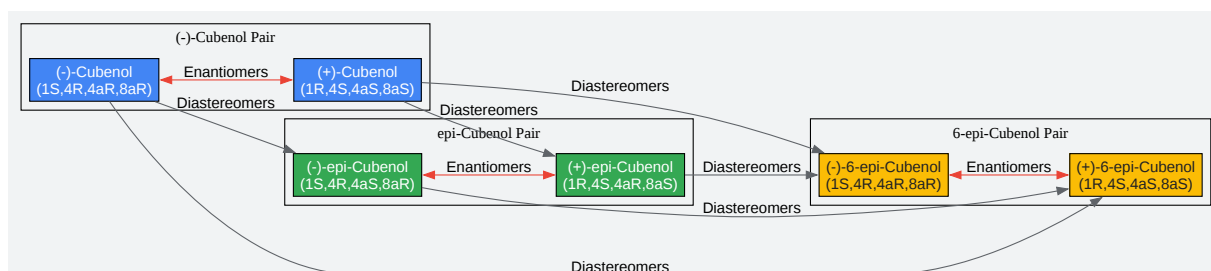 (-)-Cubenol Pair
(-)-Cubenol
(1S,4R,4aR,8aR)
Enantiomers
(+)-Cubenol
(1R,4S,4aS,8aS)
Diastereomers
Diastereomers
Diastereomers
epi-Cubenol Pair
(-)-epi-Cubenol
(1S,4R,4aS,8aR)
Enantiomers
(+)-epi-Cubenol
(1R,4S,4aR,8aS)
Diastereomers
6-epi-Cubenol Pair
(-)-6-epi-Cubenol
(1S,4R,4aR,8aR)
Enantiomers
(+)-6-epi-Cubenol
(1R,4S,4aS,8aS)
Diastereomers
Diastereomers